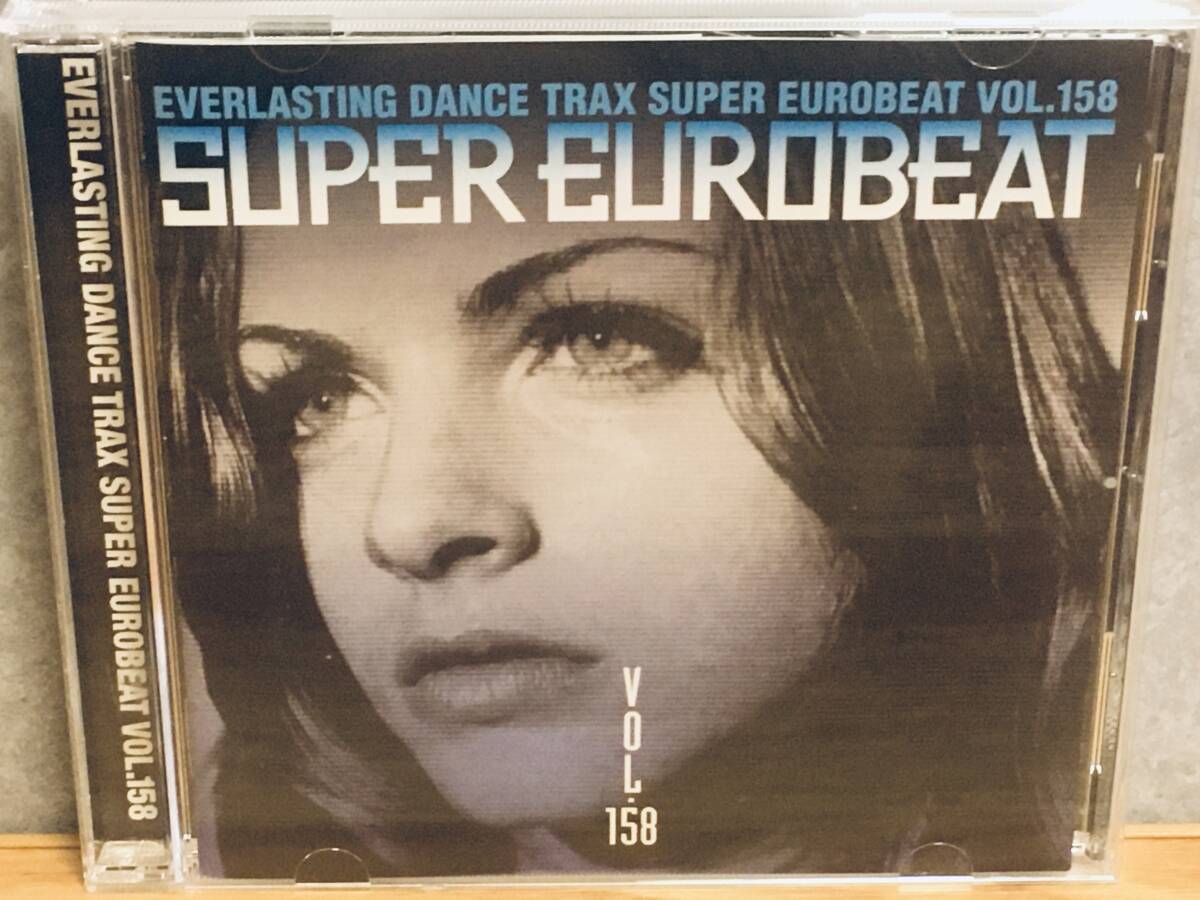 EVERLASTING DANCE TRAX SUPER EUROBEAT VOL.158
EVERLASTING DANCE TRAX SUPER EUROBEAT VOL.158
SUPER EUROBEAT
VOL.
158